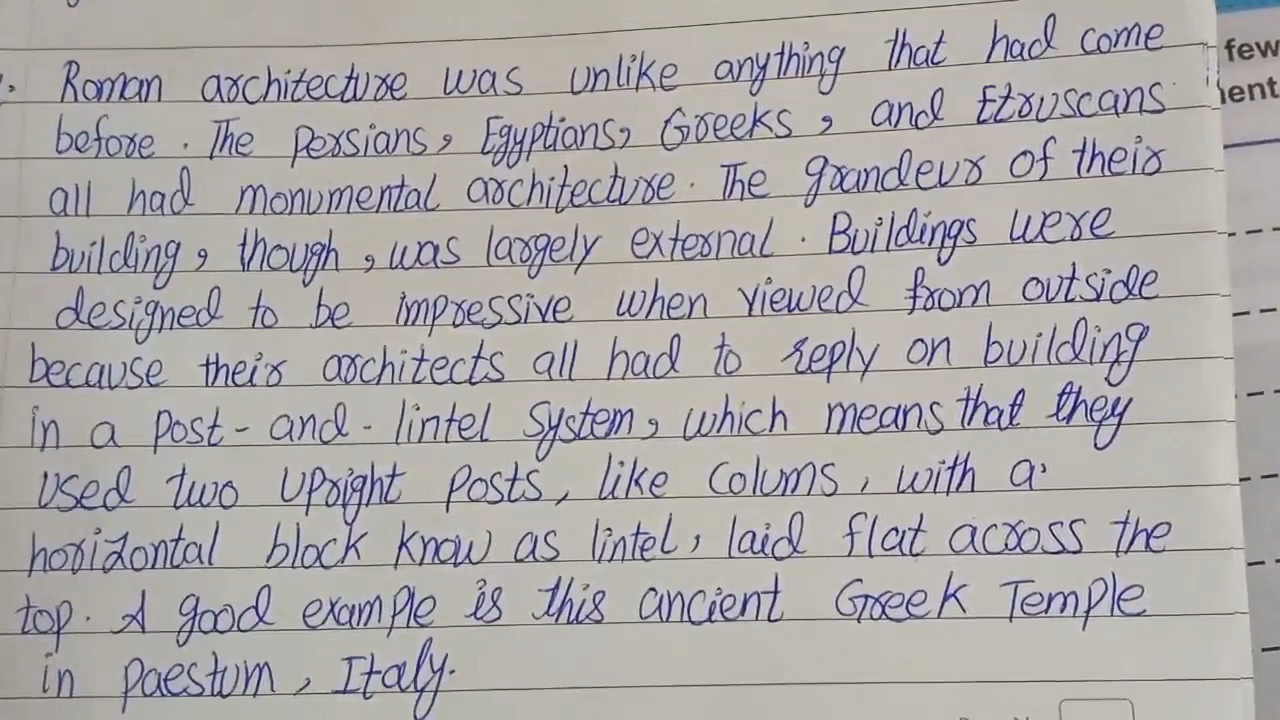 Roman architecture was unlike anything that had come
before. The Persians, Egyptians, Greeks, and Etruscans
all had monumental architecture. The grandeur of their
building, though, was largely external. Buildings were
designed to be impressive when viewed from outside
because their architects all had to reply on building
in a post-and-lintel system, which means that they
used two upright posts, like colums, with a
horizontal block know as lintel, laid flat across the
top. A good example is this ancient Greek Temple
in Paestum, Italy.
few